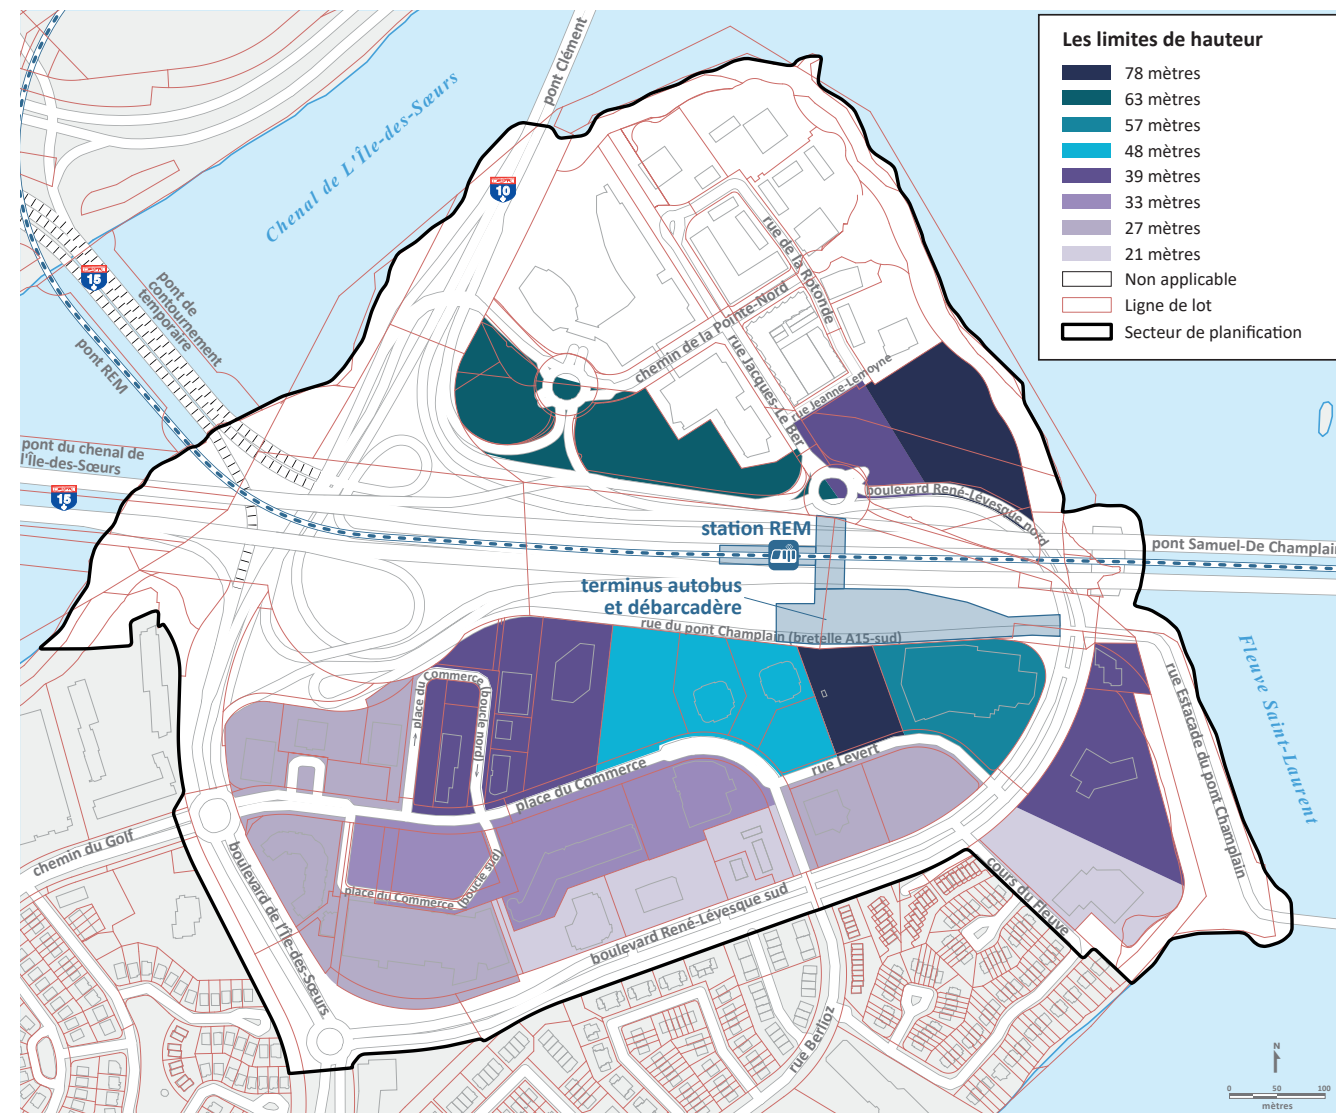 Les limites de hauteur
78 mètres
63 mètres
57 mètres
48 mètres
39 mètres
33 mètres
27 mètres
21 mètres
Non applicable
Ligne de lot
Secteur de planification
pont Clément
Chenal de L'Île-des-Sœurs
10
15
pont de
contournement
temporaire
pont REM
rue de la Rotonde
chemin de la Pointe-Nord
rue Jacques-Le Ber
rue Jeanne-Lemoyne
pont du chenal de
l'Île-des-Sœurs
15
boulevard René-Lévesque nord
station REM
pont Samuel-De Champlain
terminus autobus
et débarcadère
rue du pont Champlain (bretelle A15-sud)
Fleuve Saint-Laurent
rue Estacade du pont Champlain
place du Commerce
(boucle nord)
place du Commerce
rue Levert
chemin du Golf
boulevard de l'Île-des-Sœurs
place du Commerce
(boucle sud)
boulevard René-Lévesque sud
cours du Fleuve
rue Berlioz
N
0 50 100
mètres